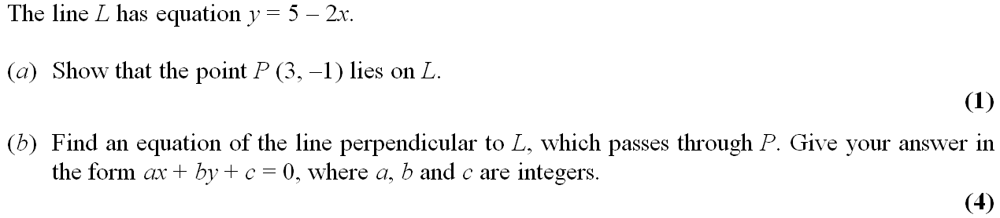 The line L has equation y = 5 – 2x.
(a) Show that the point P (3, –1) lies on L.
(1)
(b) Find an equation of the line perpendicular to L, which passes through P. Give your answer in
the form ax + by + c = 0, where a, b and c are integers.
(4)